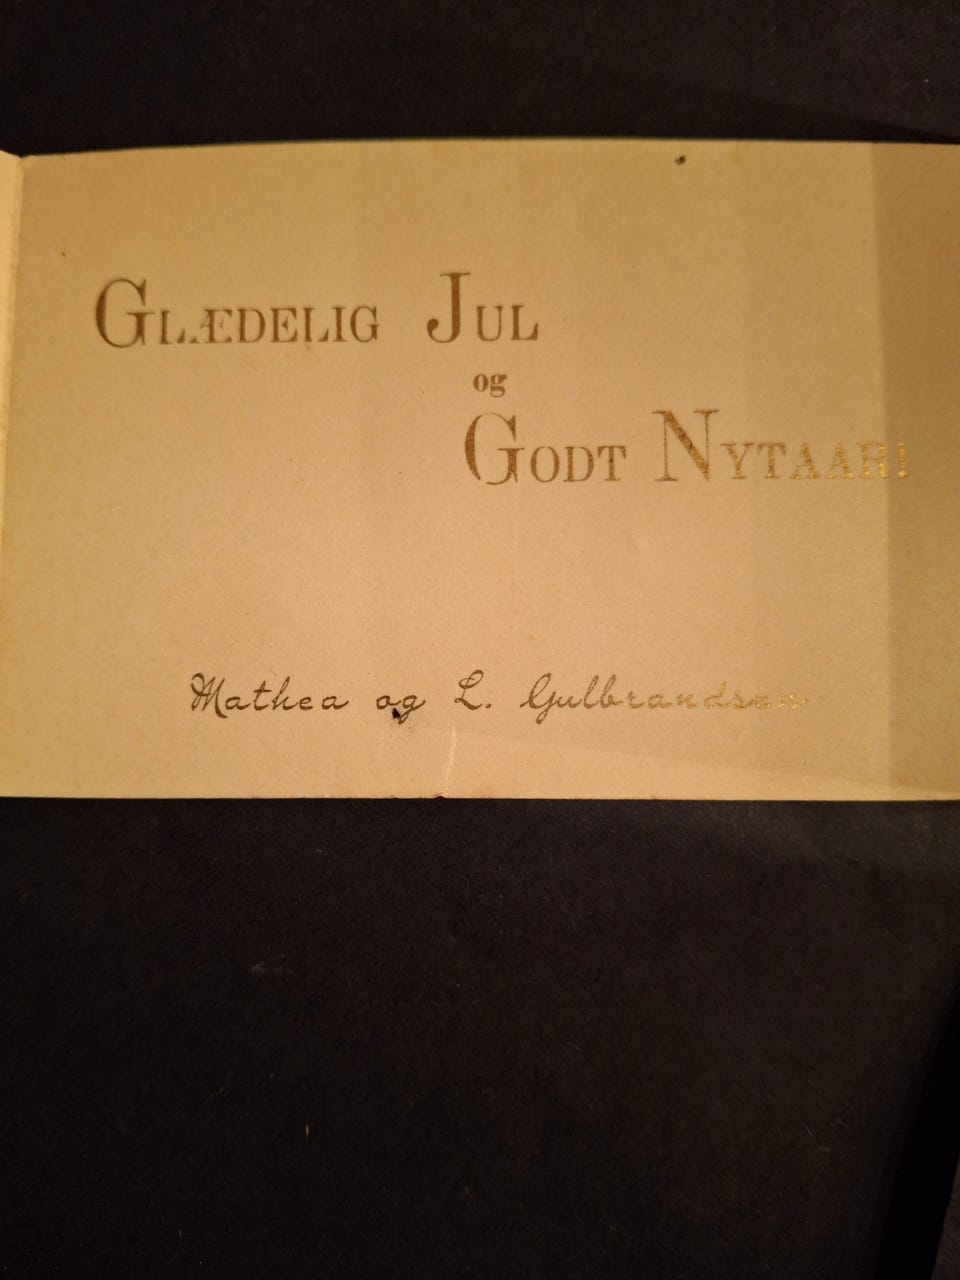 GLÆDELIG JUL
og
GODT NYTAAR!
Mathea og L. Gulbrandsen